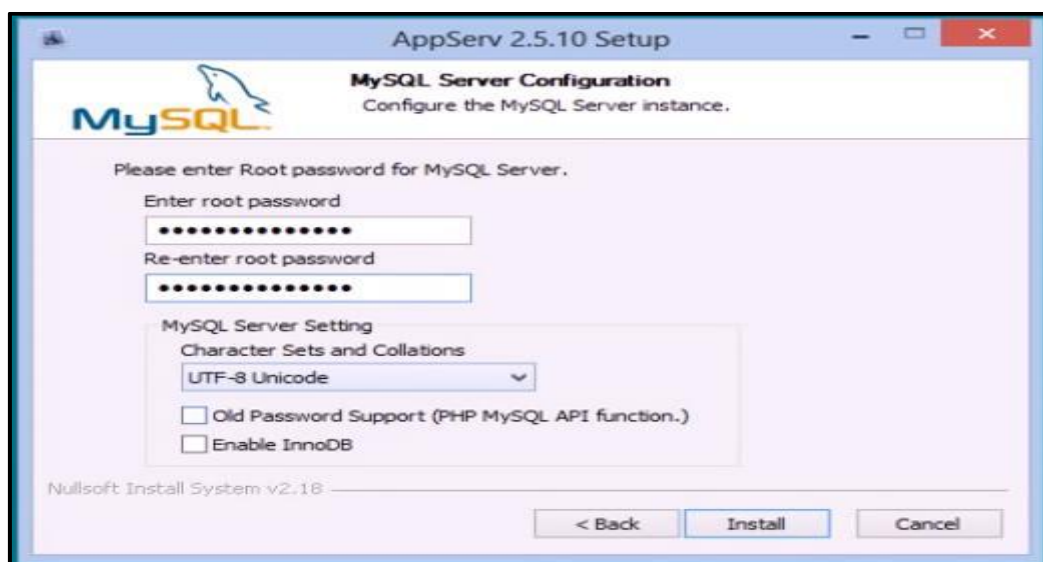 AppServ 2.5.10 Setup
MySQL
MySQL Server Configuration
Configure the MySQL Server instance.
Please enter Root password for MySQL Server.
Enter root password
••••••••••••••
Re-enter root password
••••••••••••••
MySQL Server Setting
Character Sets and Collations
UTF-8 Unicode
Old Password Support (PHP MySQL API function.)
Enable InnoDB
Nullsoft Install System v2.18
< Back Install Cancel